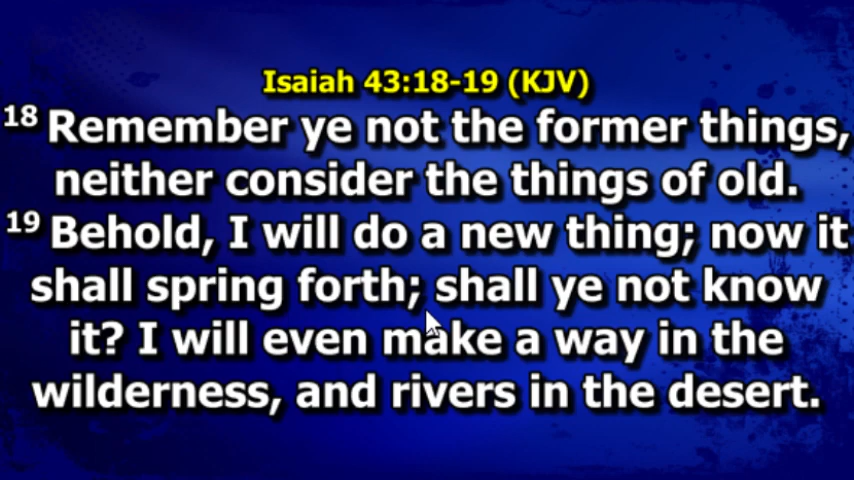 Isaiah 43:18-19 (KJV)
18 Remember ye not the former things,
neither consider the things of old.
19 Behold, I will do a new thing; now it
shall spring forth; shall ye not know
it? I will even make a way in the
wilderness, and rivers in the desert.